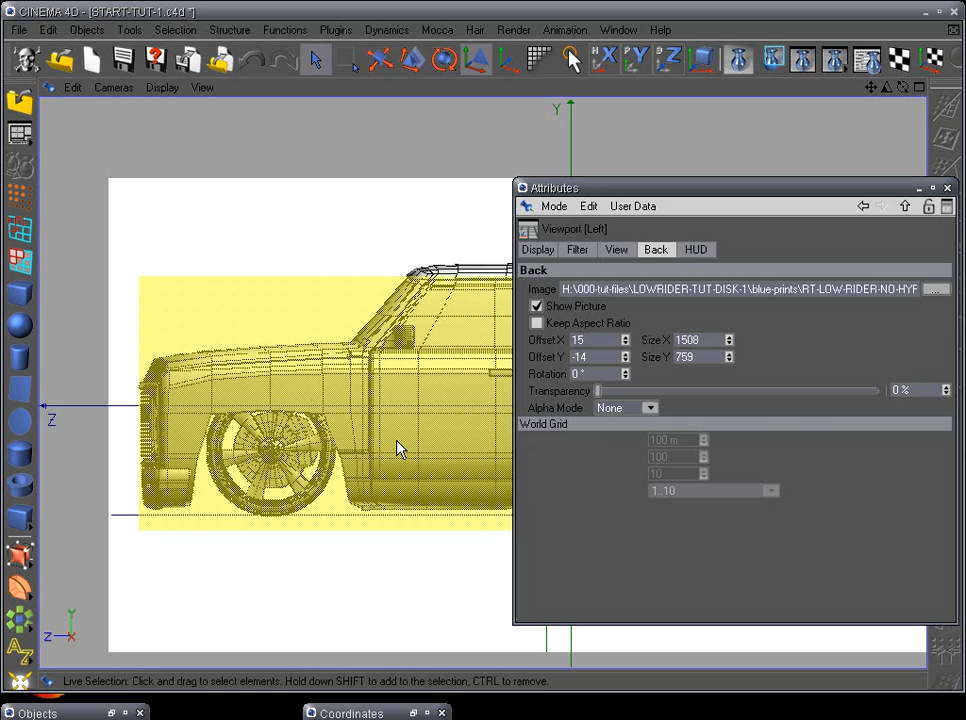 CINEMA 4D - [START-TUT-1.c4d *]
File Edit Objects Tools Selection Structure Functions Plugins Dynamics Mocca Hair Render Animation Window Help
X Y Z
Edit Cameras Display View
Y
Attributes
Mode Edit User Data
Viewport [Left]
Display Filter View Back HUD
Back
Image H:\000-tut-files\LOWRIDER-TUT-DISK-1\blue-prints\RT-LOW-RIDER-NO-HYF ...
Show Picture
Keep Aspect Ratio
Offset X 15 Size X 1508
Offset Y -14 Size Y 759
Rotation 0 °
Transparency 0 %
Alpha Mode None
World Grid
100 m
100
10
1..10
Z
Y
Z X
Live Selection: Click and drag to select elements. Hold down SHIFT to add to the selection, CTRL to remove.
Objects Coordinates